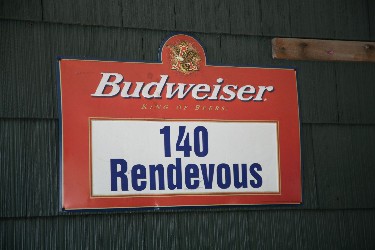 Budweiser
KING OF BEERS
140
Rendevous